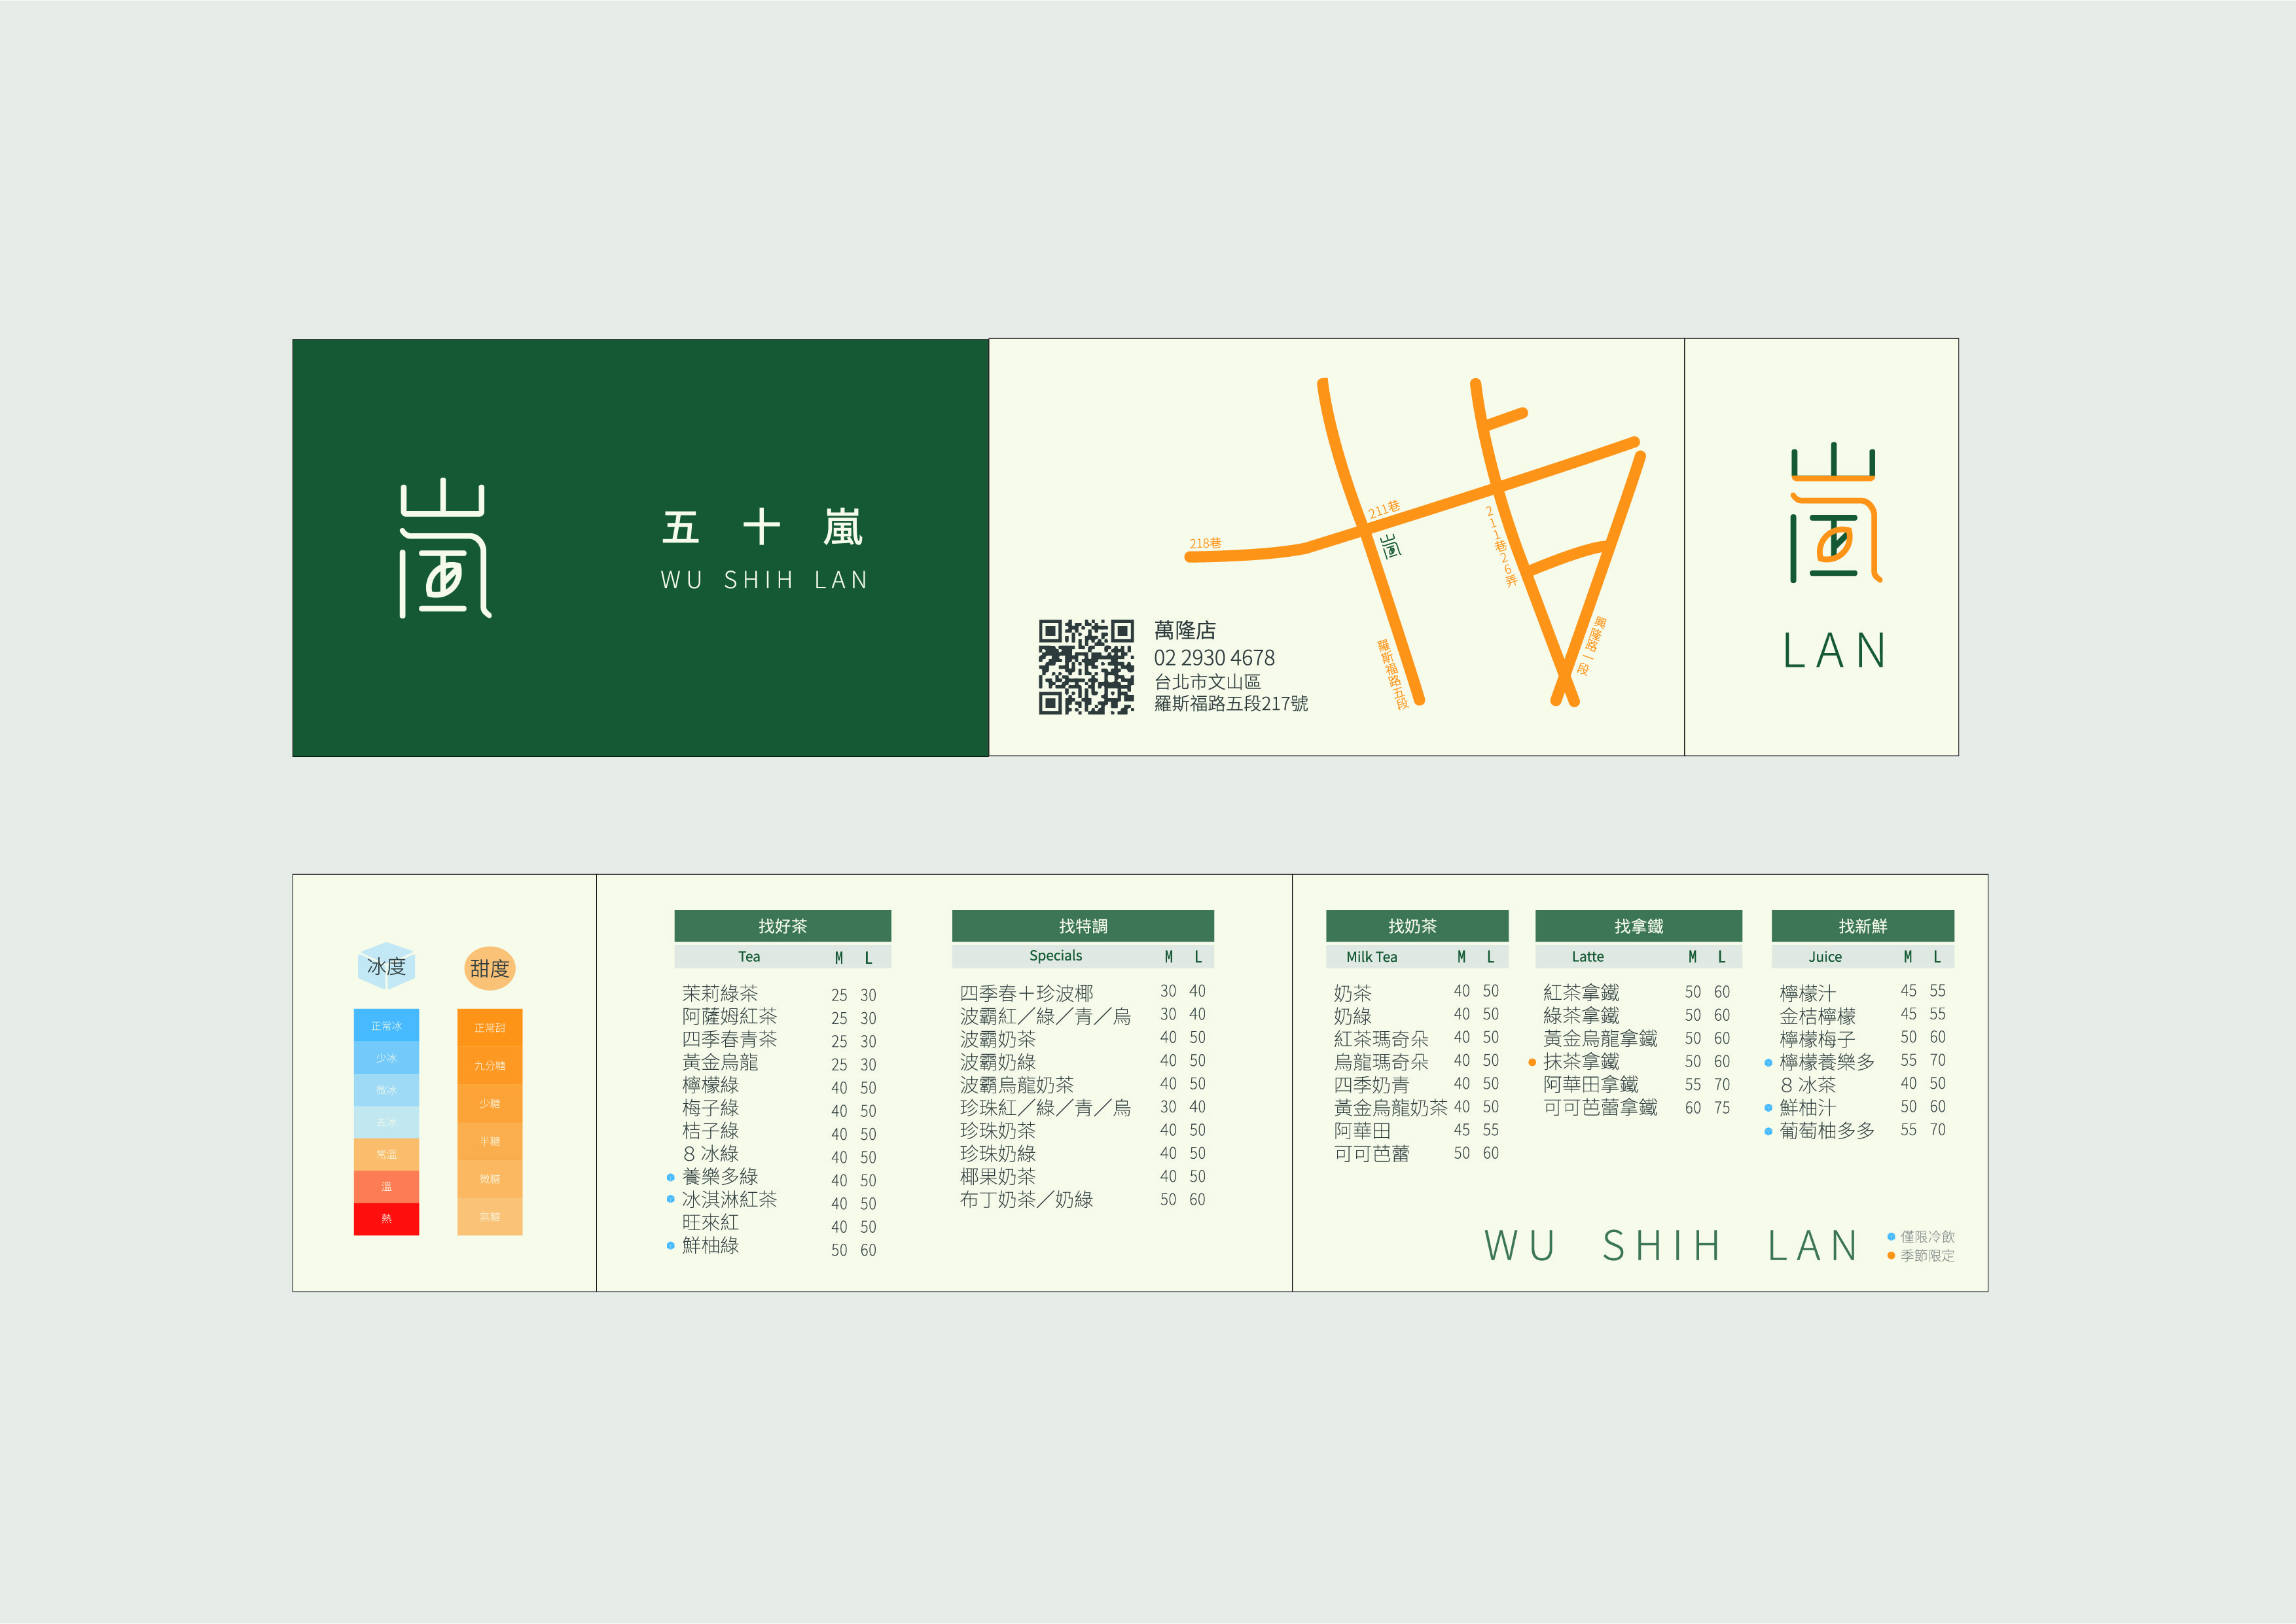 五十嵐
WU SHIH LAN
218巷
211巷
211巷26弄
羅斯福路五段
興隆路一段
萬隆店
02 2930 4678
台北市文山區
羅斯福路五段217號
LAN
冰度
正常冰
少冰
微冰
去冰
常溫
溫
熱
甜度
正常甜
九分糖
少糖
半糖
微糖
無糖
找好茶
Tea M L
茉莉綠茶 25 30
阿薩姆紅茶 25 30
四季春青茶 25 30
黃金烏龍 25 30
檸檬綠 40 50
梅子綠 40 50
桔子綠 40 50
8 冰綠 40 50
養樂多綠 40 50
冰淇淋紅茶 40 50
旺來紅 40 50
鮮柚綠 50 60
找特調
Specials M L
四季春＋珍波椰 30 40
波霸紅／綠／青／烏 30 40
波霸奶茶 40 50
波霸奶綠 40 50
波霸烏龍奶茶 40 50
珍珠紅／綠／青／烏 30 40
珍珠奶茶 40 50
珍珠奶綠 40 50
椰果奶茶 40 50
布丁奶茶／奶綠 50 60
找奶茶
Milk Tea M L
奶茶 40 50
奶綠 40 50
紅茶瑪奇朵 40 50
烏龍瑪奇朵 40 50
四季奶青 40 50
黃金烏龍奶茶 40 50
阿華田 45 55
可可芭蕾 50 60
找拿鐵
Latte M L
紅茶拿鐵 50 60
綠茶拿鐵 50 60
黃金烏龍拿鐵 50 60
抹茶拿鐵 50 60
阿華田拿鐵 55 70
可可芭蕾拿鐵 60 75
找新鮮
Juice M L
檸檬汁 45 55
金桔檸檬 45 55
檸檬梅子 50 60
檸檬養樂多 55 70
8 冰茶 40 50
鮮柚汁 50 60
葡萄柚多多 55 70
WU SHIH LAN
僅限冷飲
季節限定